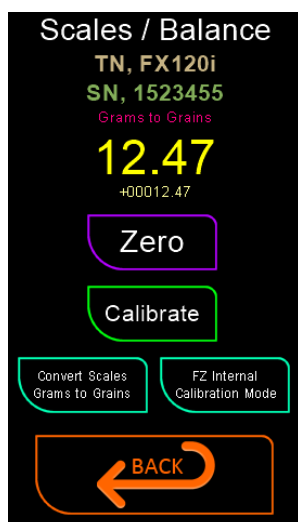 Scales / Balance
TN, FX120i
SN, 1523455
Grams to Grains
12.47
+00012.47
Zero
Calibrate
Convert Scales
Grams to Grains
FZ Internal
Calibration Mode
BACK